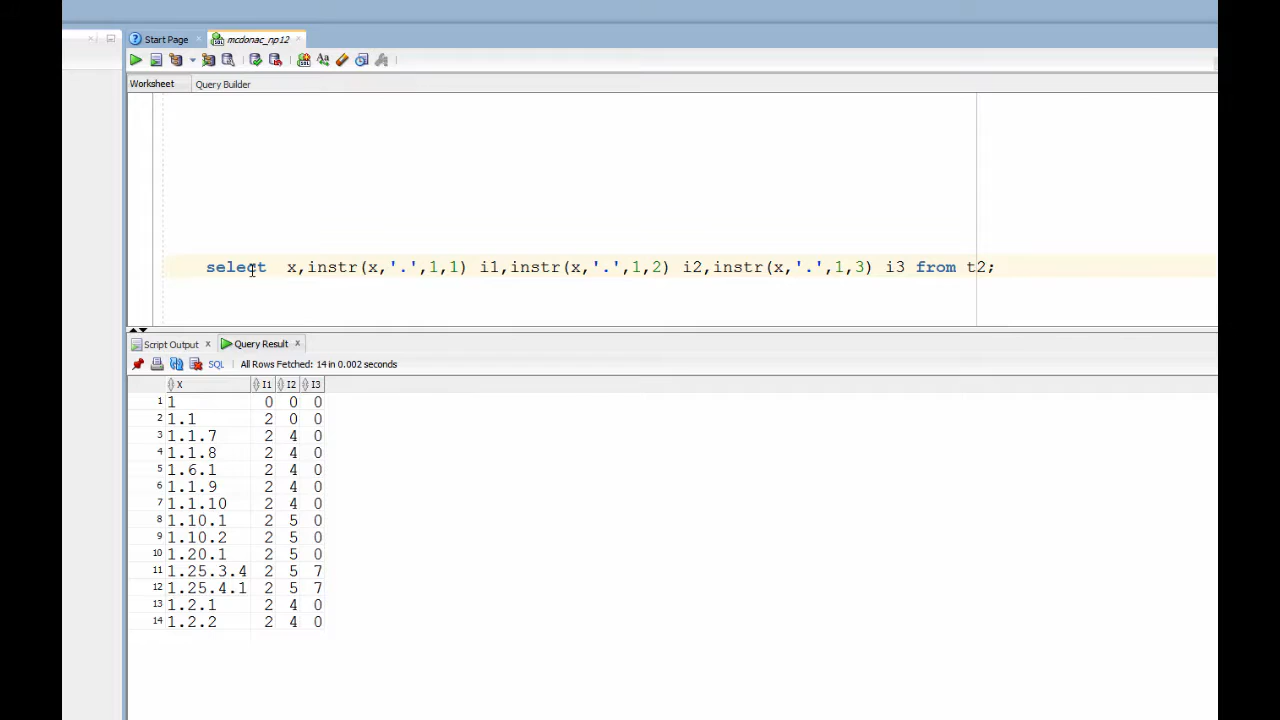 Start Page mcdonac_np12
Worksheet Query Builder
select x,instr(x,'.',1,1) i1,instr(x,'.',1,2) i2,instr(x,'.',1,3) i3 from t2;
Script Output Query Result
SQL All Rows Fetched: 14 in 0.002 seconds
X I1 I2 I3
1 1 0 0 0
2 1.1 2 0 0
3 1.1.7 2 4 0
4 1.1.8 2 4 0
5 1.6.1 2 4 0
6 1.1.9 2 4 0
7 1.1.10 2 4 0
8 1.10.1 2 5 0
9 1.10.2 2 5 0
10 1.20.1 2 5 0
11 1.25.3.4 2 5 7
12 1.25.4.1 2 5 7
13 1.2.1 2 4 0
14 1.2.2 2 4 0